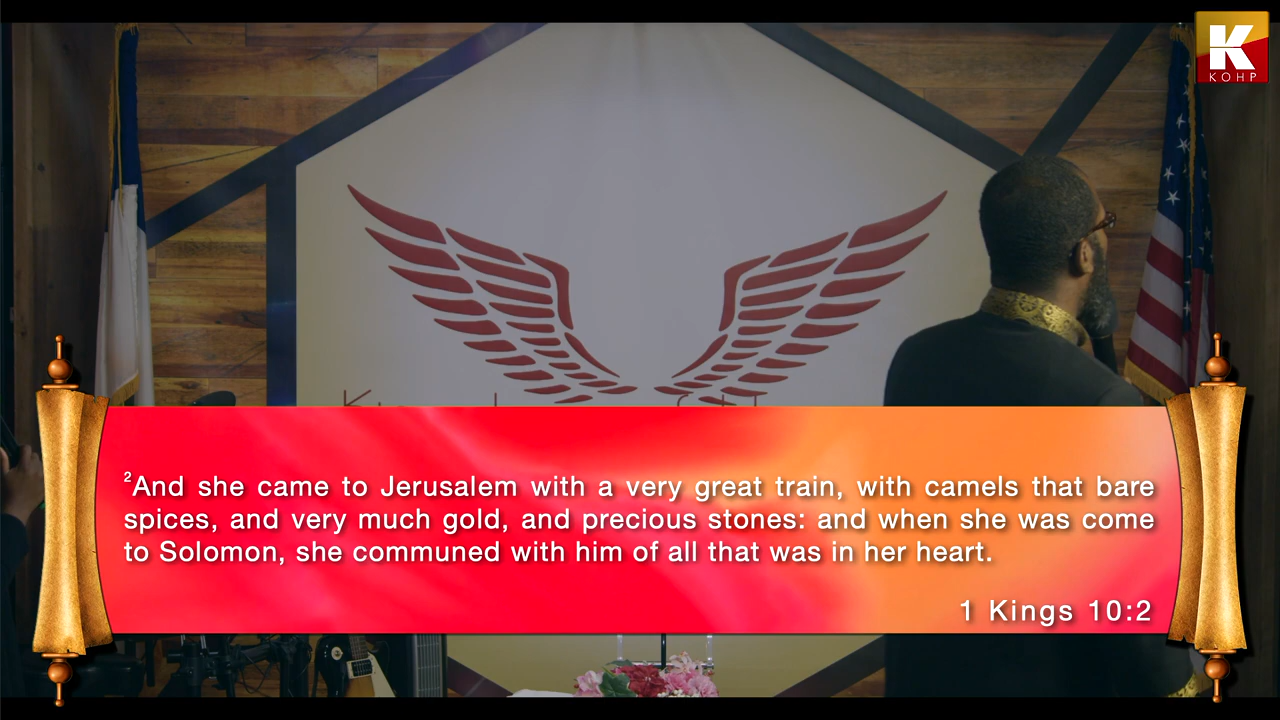 K
KOHP
²And she came to Jerusalem with a very great train, with camels that bare
spices, and very much gold, and precious stones: and when she was come
to Solomon, she communed with him of all that was in her heart.
1 Kings 10:2